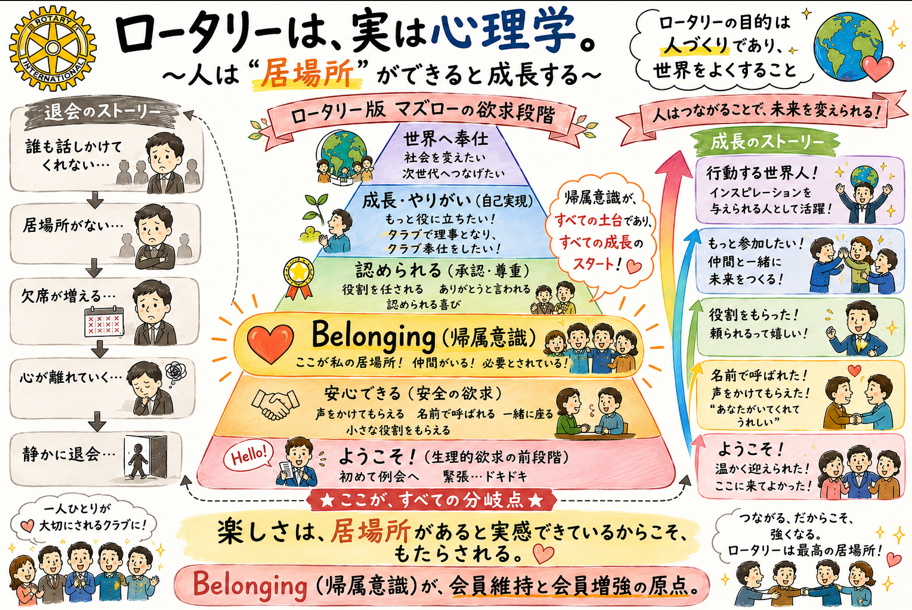 ROTARY
INTERNATIONAL
ロータリーは、実は心理学。
～人は“居場所”ができると成長する～
ロータリーの目的は
人づくりであり、
世界をよくすること
退会のストーリー
誰も話しかけて
くれない…
居場所がない…
欠席が増える…
心が離れていく…
静かに退会…
ロータリー版 マズローの欲求段階
世界へ奉仕
社会を変えたい
次世代へつなげたい
成長・やりがい（自己実現）
もっと役に立ちたい！
クラブで理事となり、
クラブ奉仕をしたい！
認められる（承認・尊重）
役割を任される ありがとうと言われる
認められる喜び
帰属意識が、
すべての土台であり、
すべての成長の
スタート！
Belonging（帰属意識）
ここが私の居場所！ 仲間がいる！ 必要とされている！
安心できる（安全の欲求）
声をかけてもらえる 名前で呼ばれる 一緒に座る
小さな役割をもらえる
Hello!
ようこそ！（生理的欲求の前段階）
初めて例会へ 緊張…ドキドキ
★ここが、すべての分岐点★
人はつながることで、未来を変えられる！
成長のストーリー
行動する世界人！
インスピレーションを
与えられる人として活躍！
もっと参加したい！
仲間と一緒に
未来をつくる！
役割をもらった！
頼られるって嬉しい！
名前で呼ばれた！
声をかけてもらえた！
“あなたがいてくれて
うれしい”
ようこそ！
温かく迎えられた！
ここに来てよかった！
一人ひとりが
大切にされるクラブに！
楽しさは、居場所があると実感できているからこそ、
もたらされる。
Belonging（帰属意識）が、会員維持と会員増強の原点。
つながる、だからこそ、
強くなる。
ロータリーは最高の居場所！